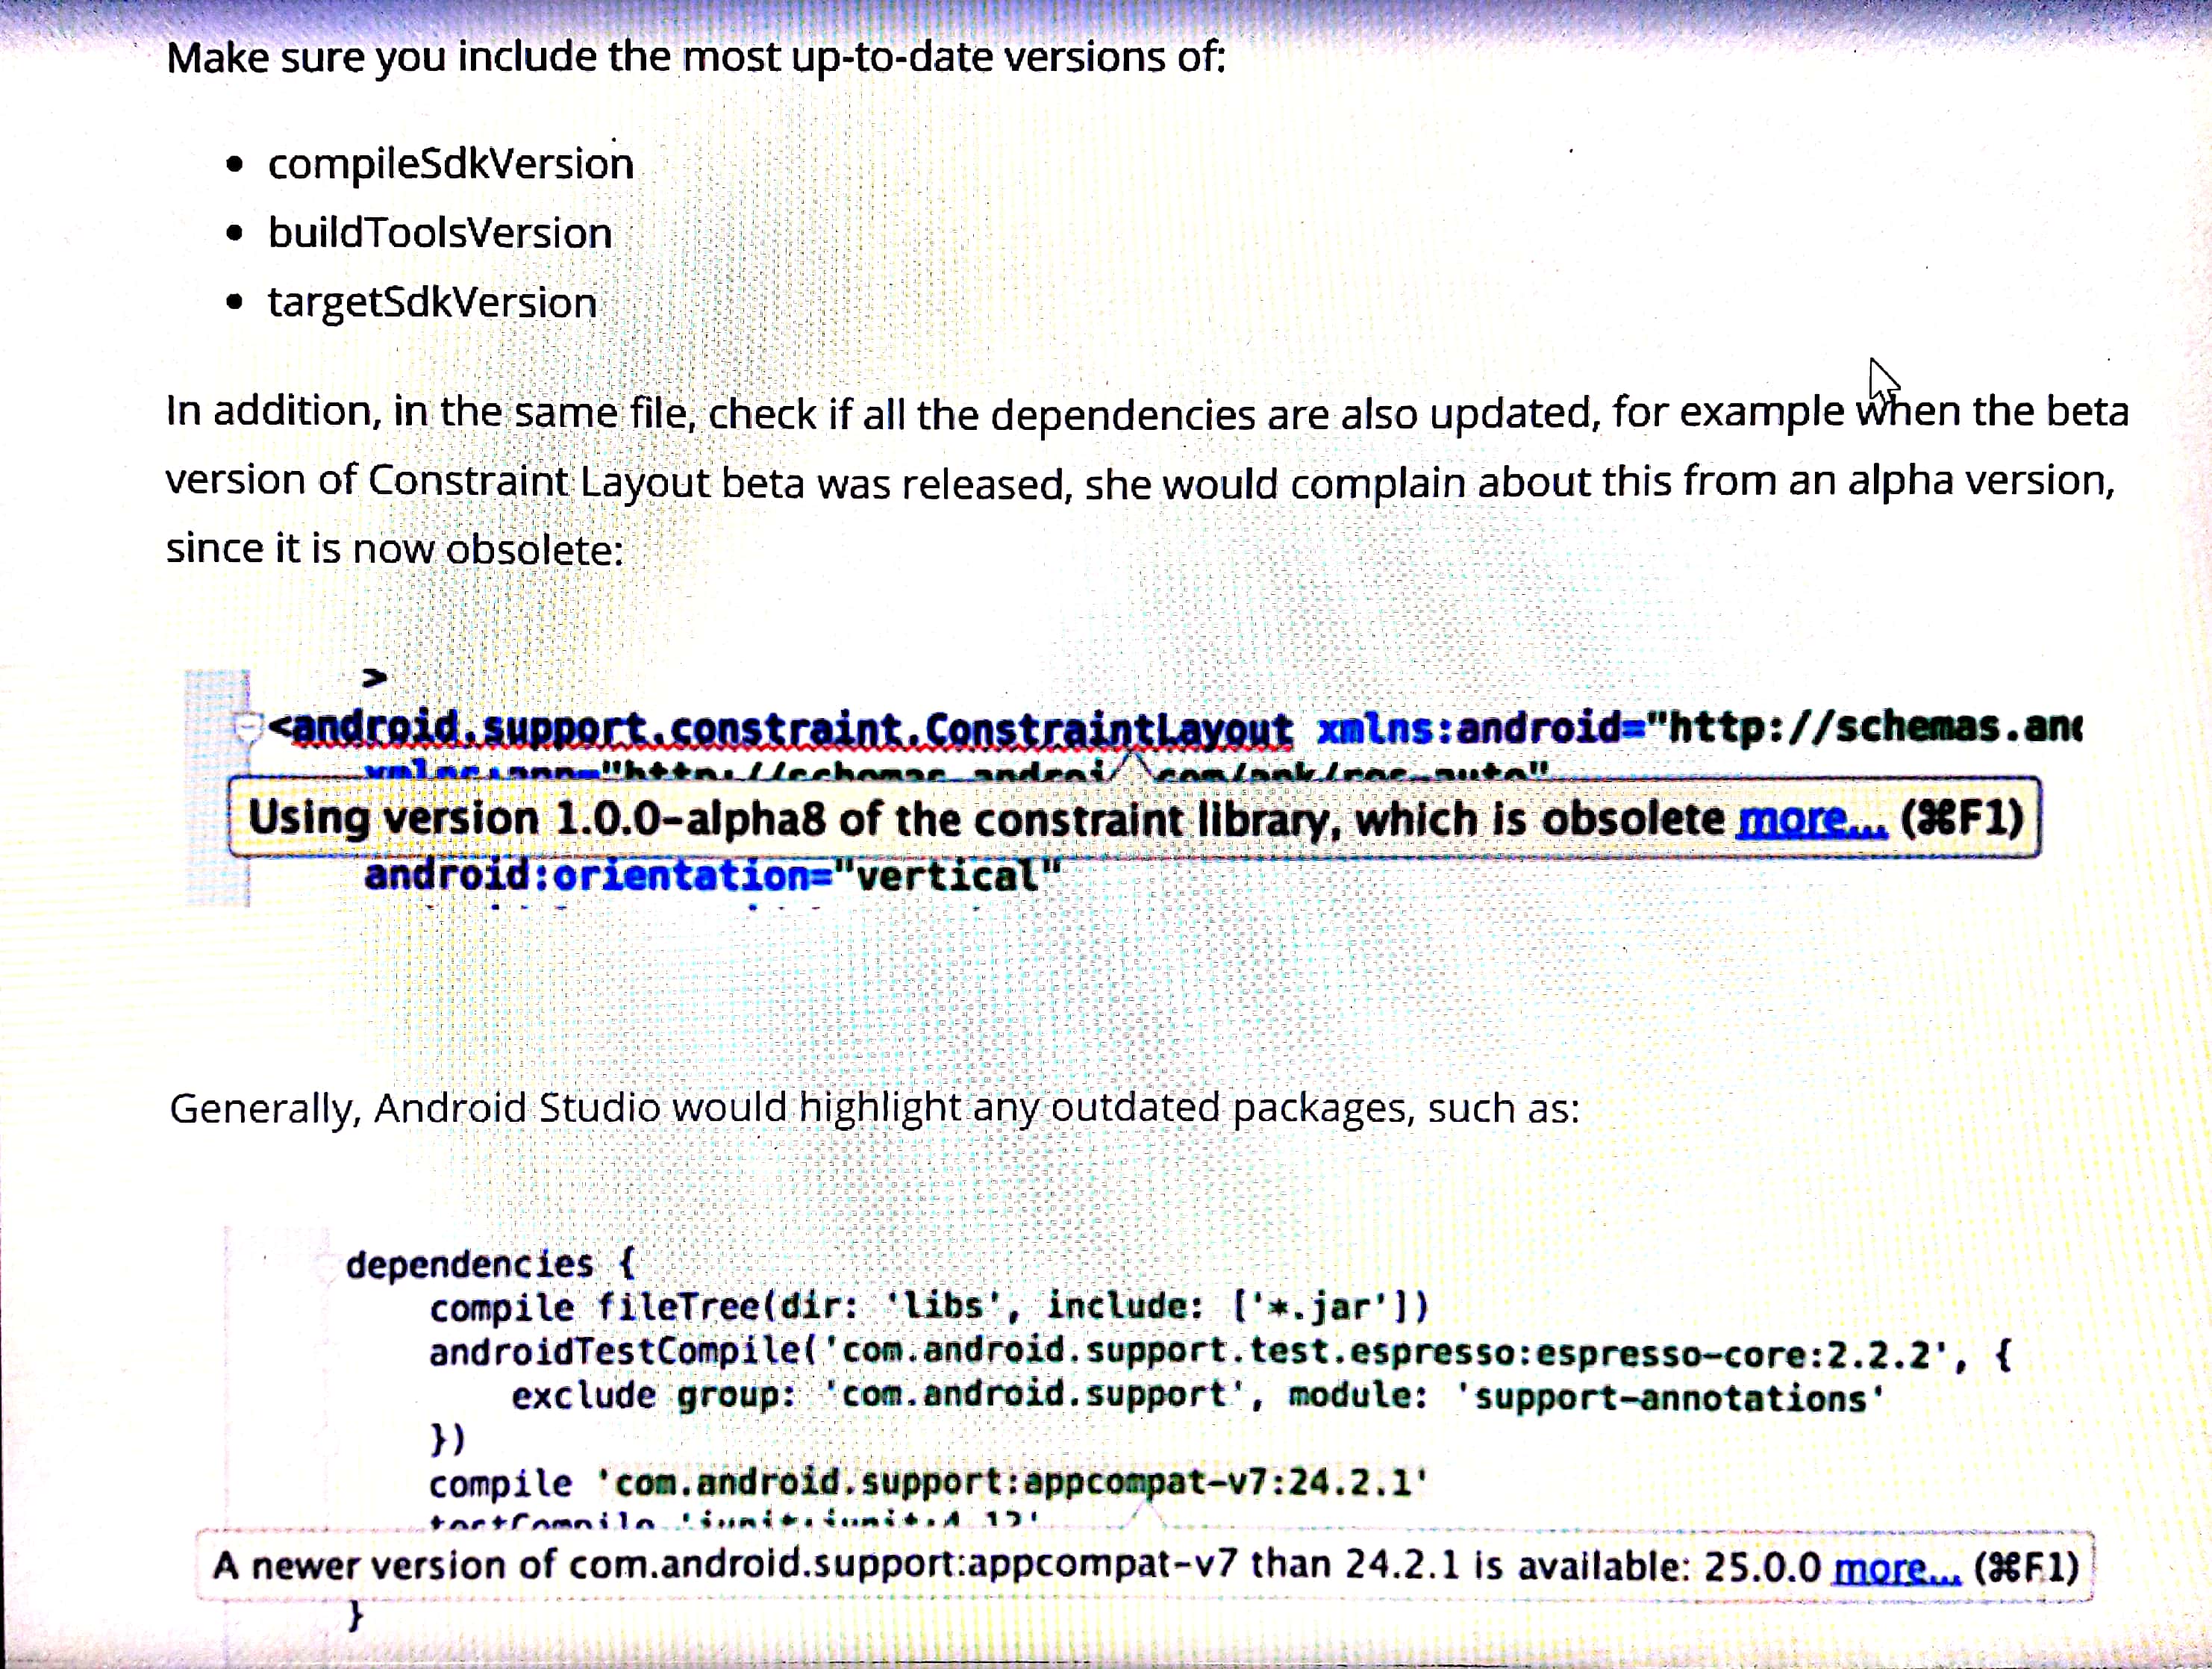 Make sure you include the most up-to-date versions of:
• compileSdkVersion
• buildToolsVersion
• targetSdkVersion
In addition, in the same file, check if all the dependencies are also updated, for example when the beta
version of Constraint Layout beta was released, she would complain about this from an alpha version,
since it is now obsolete:
>
<android.support.constraint.ConstraintLayout xmlns:android="http://schemas.an
Using version 1.0.0-alpha8 of the constraint library, which is obsolete more... (⌘F1)
android:orientation="vertical"
Generally, Android Studio would highlight any outdated packages, such as:
dependencies {
compile fileTree(dir: 'libs', include: ['*.jar'])
androidTestCompile('com.android.support.test.espresso:espresso-core:2.2.2', {
exclude group: 'com.android.support', module: 'support-annotations'
})
compile 'com.android.support:appcompat-v7:24.2.1'
A newer version of com.android.support:appcompat-v7 than 24.2.1 is available: 25.0.0 more... (⌘F1)
}